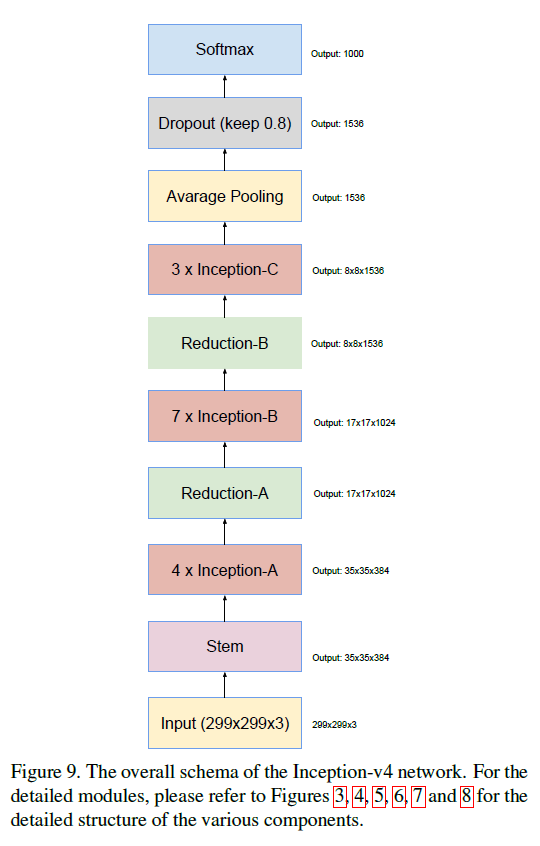 Softmax
Output: 1000
Dropout (keep 0.8)
Output: 1536
Avarage Pooling
Output: 1536
3 x Inception-C
Output: 8x8x1536
Reduction-B
Output: 8x8x1536
7 x Inception-B
Output: 17x17x1024
Reduction-A
Output: 17x17x1024
4 x Inception-A
Output: 35x35x384
Stem
Output: 35x35x384
Input (299x299x3)
299x299x3
Figure 9. The overall schema of the Inception-v4 network. For the
detailed modules, please refer to Figures 3, 4, 5, 6, 7 and 8 for the
detailed structure of the various components.